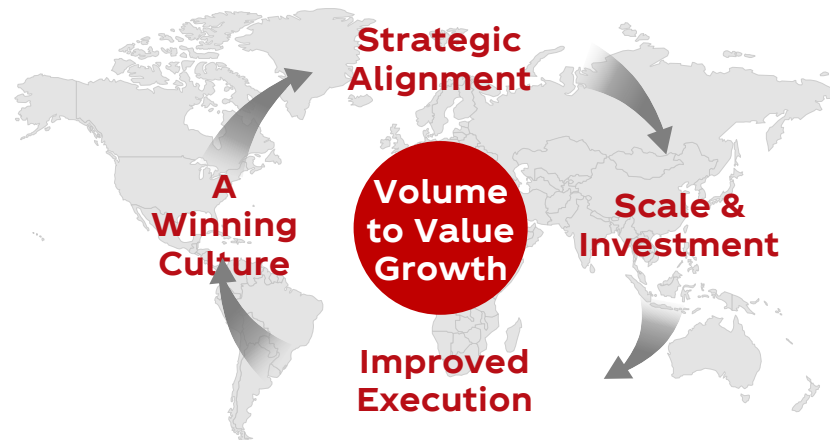 Strategic
Alignment
A
Winning
Culture
Volume
to Value
Growth
Scale &
Investment
Improved
Execution